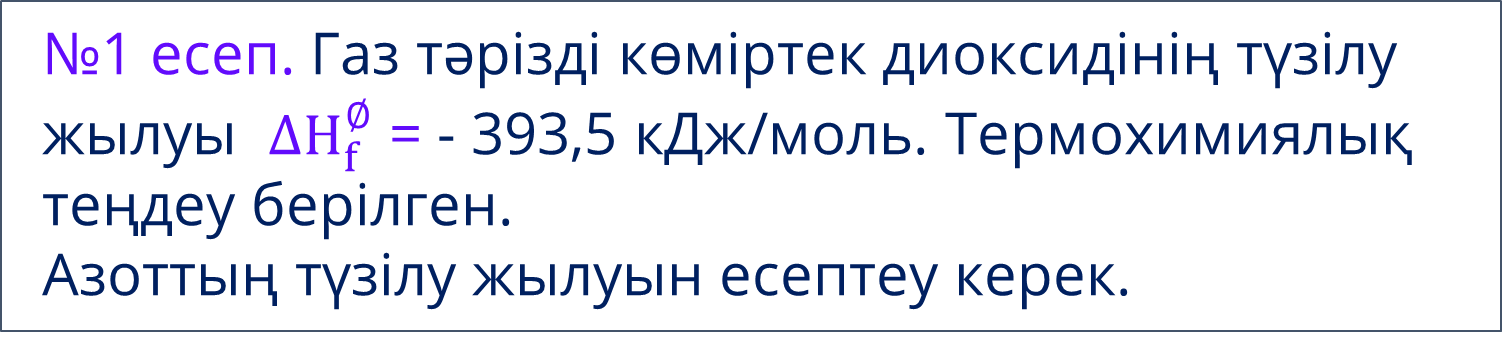 №1 есеп. Газ тәрізді көміртек диоксидінің түзілу
жылуы ΔH_f^∅ = - 393,5 кДж/моль. Термохимиялық
теңдеу берілген.
Азоттың түзілу жылуын есептеу керек.